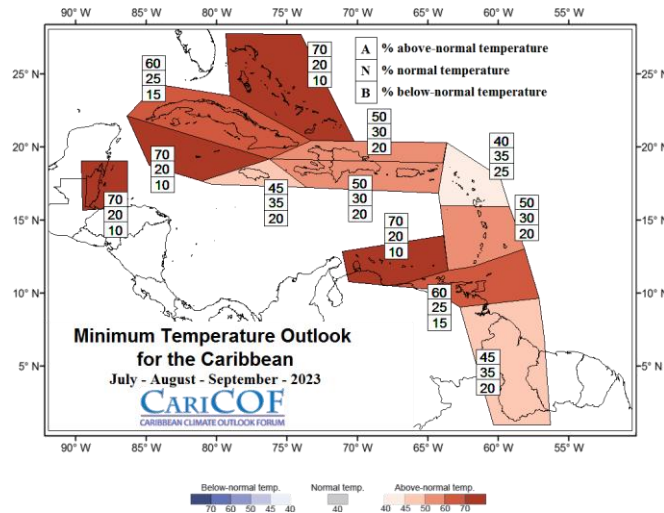 A % above-normal temperature
N % normal temperature
B % below-normal temperature
25° N
20° N
15° N
10° N
5° N
60
25
15
70
20
10
50
30
20
40
35
25
70
20
10
45
35
20
50
30
20
50
30
20
70
20
10
70
20
10
60
25
15
45
35
20
Minimum Temperature Outlook
for the Caribbean
July - August - September - 2023
CARICOF
CARIBBEAN CLIMATE OUTLOOK FORUM
90° W
85° W
80° W
75° W
70° W
65° W
60° W
55° W
Below-normal temp.
Normal temp.
Above-normal temp.
70 60 50 45 40
40
40 45 50 60 70